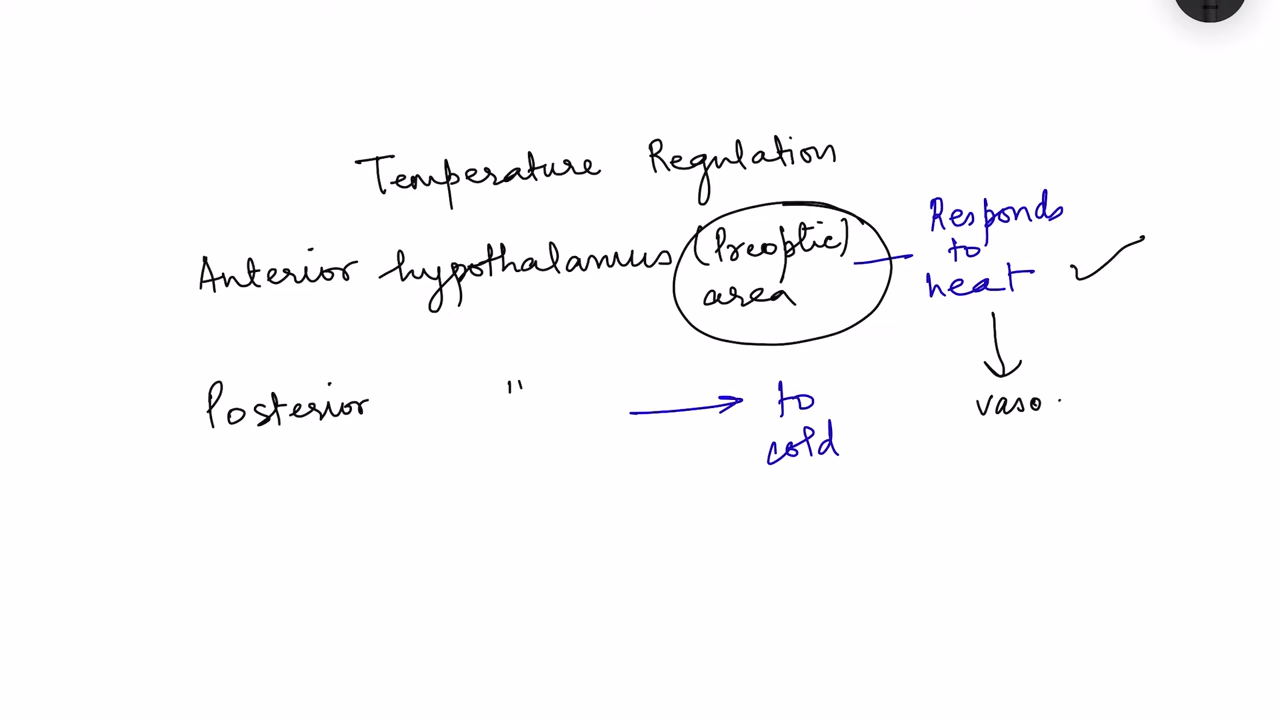 Temperature Regulation
Anterior hypothalamus (Preoptic)
area
Responds
to
heat
vaso
Posterior " to
cold